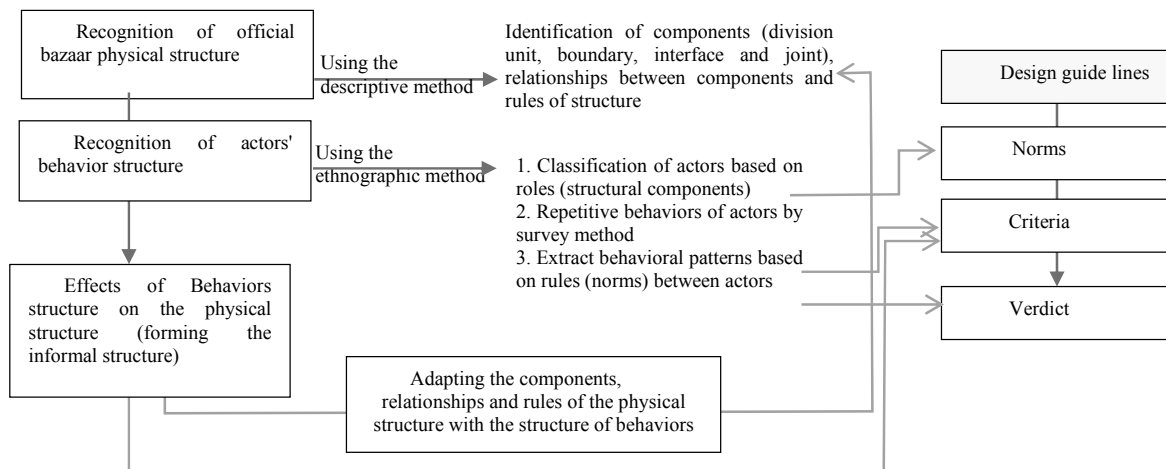 Recognition of official
bazaar physical structure
Using the
descriptive method
Identification of components (division
unit, boundary, interface and joint),
relationships between components and
rules of structure
Design guide lines
Recognition of actors'
behavior structure
Using the
ethnographic method
1. Classification of actors based on
roles (structural components)
2. Repetitive behaviors of actors by
survey method
3. Extract behavioral patterns based
on rules (norms) between actors
Norms
Criteria
Verdict
Effects of Behaviors
structure on the physical
structure (forming the
informal structure)
Adapting the components,
relationships and rules of the physical
structure with the structure of behaviors